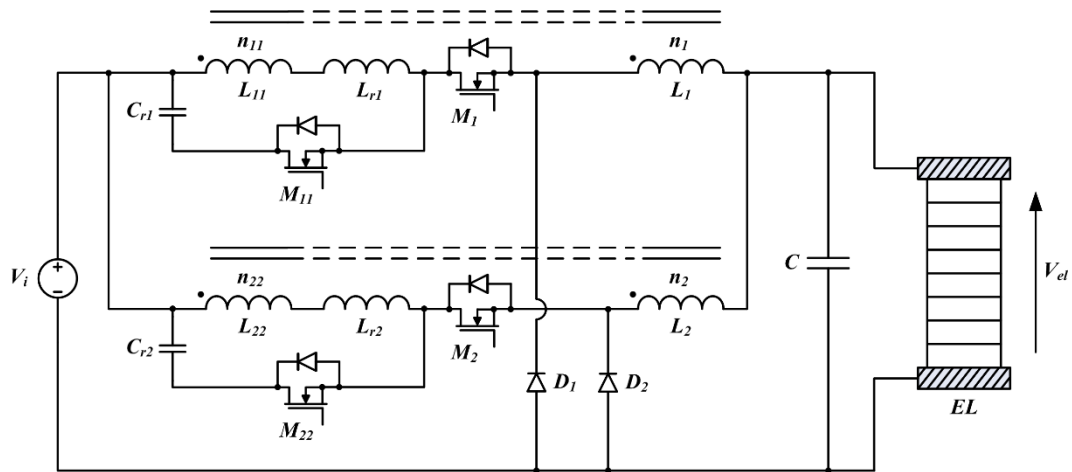 n11
n1
L11
Lr1
L1
Cr1
M1
M11
Vi
+
−
n22
n2
L22
Lr2
L2
Cr2
M2
M22
D1
D2
C
Vel
EL